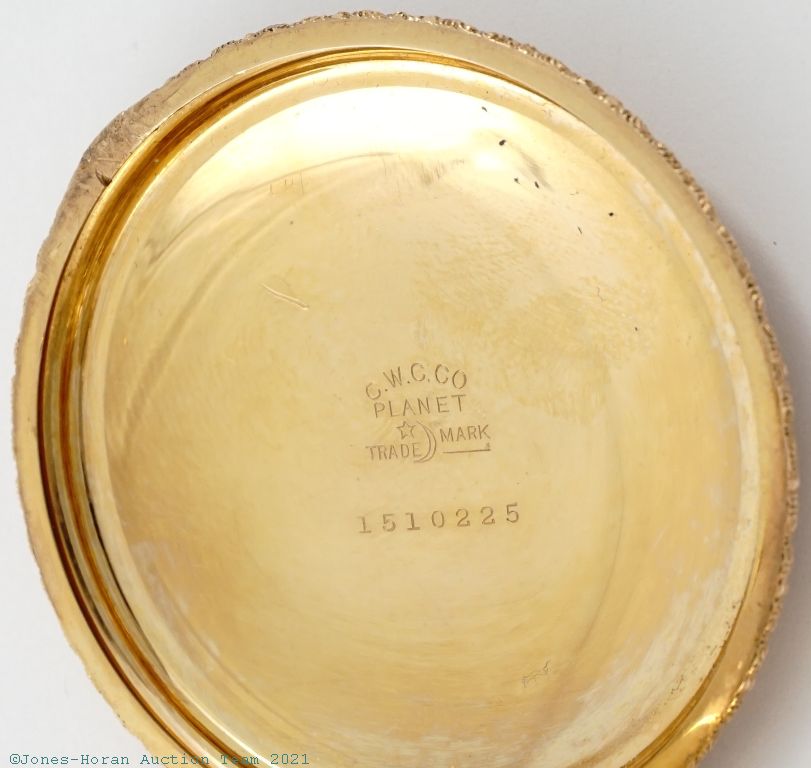 C.W.C.CO
PLANET
TRADE MARK
1510225
©Jones-Horan Auction Team 2021